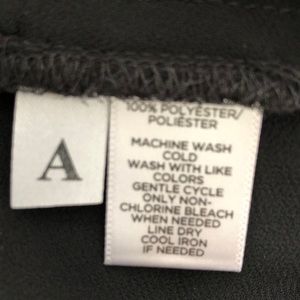 A
100% POLYESTER/
POLIÉSTER
MACHINE WASH
COLD
WASH WITH LIKE
COLORS
GENTLE CYCLE
ONLY NON-
CHLORINE BLEACH
WHEN NEEDED
LINE DRY
COOL IRON
IF NEEDED